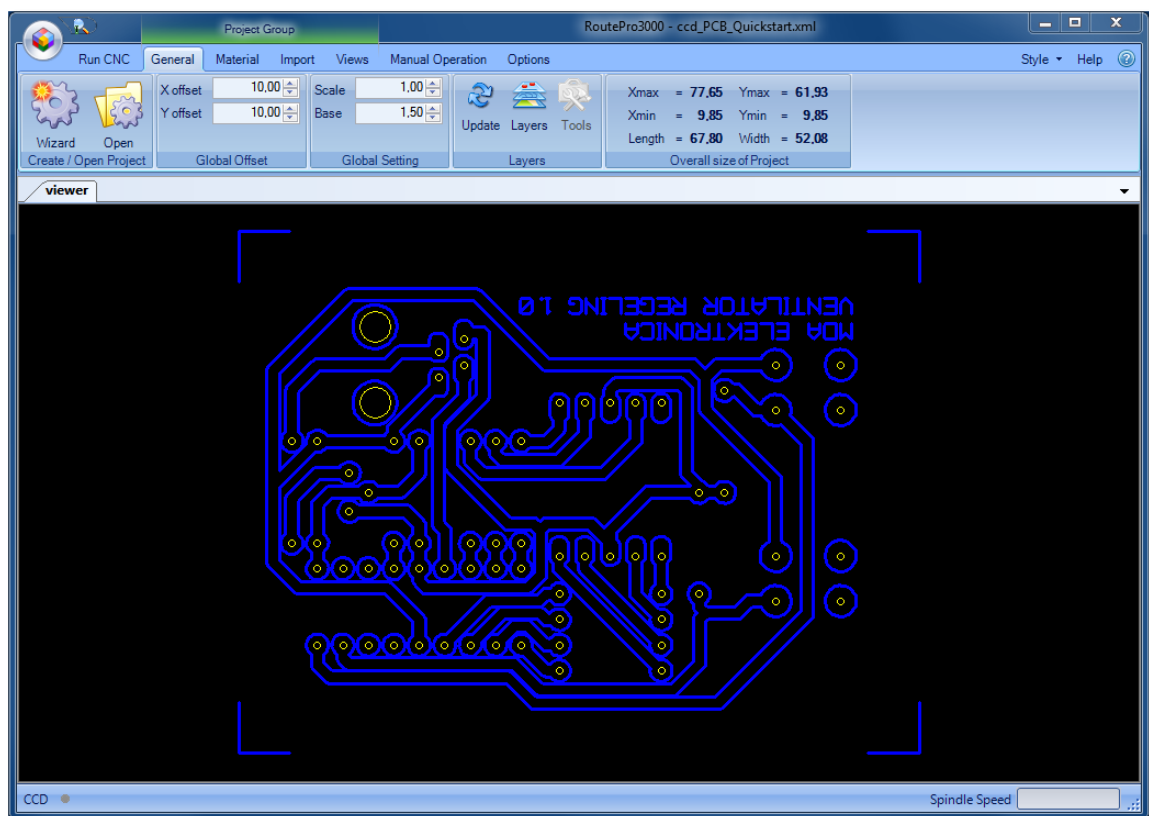 Project Group
RoutePro3000 - ccd_PCB_Quickstart.xml
Run CNC General Material Import Views Manual Operation Options Style Help
X offset 10,00 Scale 1,00 Xmax = 77,65 Ymax = 61,93
Y offset 10,00 Base 1,50 Xmin = 9,85 Ymin = 9,85
Wizard Open Update Layers Tools Length = 67,80 Width = 52,08
Create / Open Project Global Offset Global Setting Layers Overall size of Project
viewer
VENTILATOR REGELING 1.0
MDA ELEKTRONICA
CCD Spindle Speed